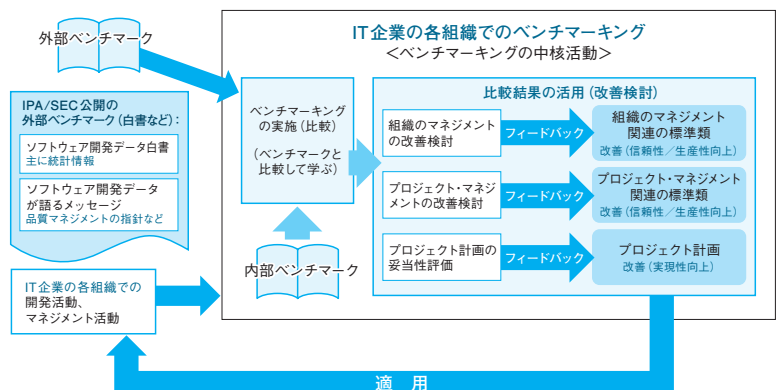 外部ベンチマーク
IPA/SEC公開の
外部ベンチマーク(白書など):
ソフトウェア開発データ白書
主に統計情報
ソフトウェア開発データ
が語るメッセージ
品質マネジメントの指針など
IT企業の各組織での
開発活動、
マネジメント活動
IT企業の各組織でのベンチマーキング
<ベンチマーキングの中核活動>
ベンチマーキング
の実施(比較)
(ベンチマークと
比較して学ぶ)
内部ベンチマーク
比較結果の活用(改善検討)
組織のマネジメント
の改善検討
フィードバック
組織のマネジメント
関連の標準類
改善(信頼性/生産性向上)
プロジェクト・マネジ
メントの改善検討
フィードバック
プロジェクト・マネジメント
関連の標準類
改善(信頼性/生産性向上)
プロジェクト計画の
妥当性評価
フィードバック
プロジェクト計画
改善(実現性向上)
適 用